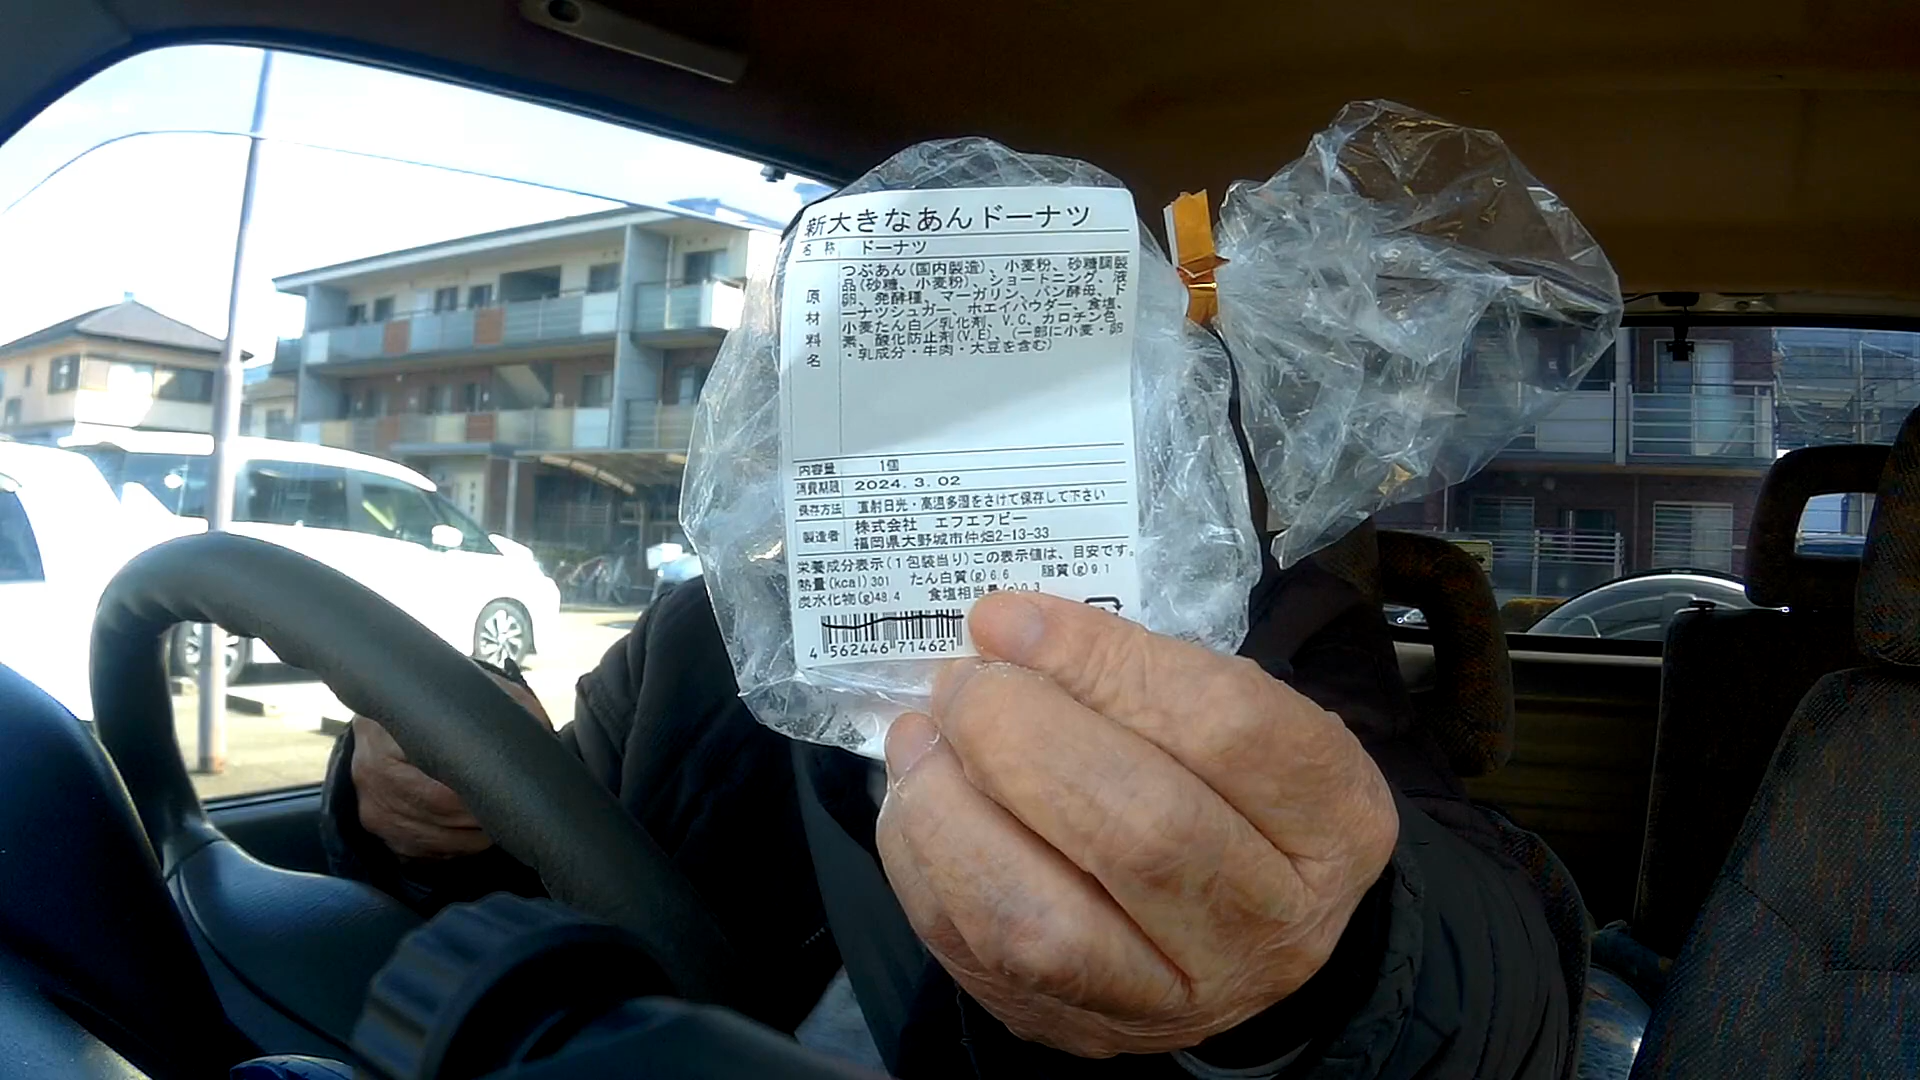 新大きなあんドーナツ
名称 ドーナツ
原材料名
つぶあん(国内製造)、小麦粉、砂糖調製
品(砂糖、小麦粉)、ショートニング、液
卵、発酵種、マーガリン、パン酵母、ド
ーナツシュガー、ホエイパウダー、食塩、
小麦たん白/乳化剤、V.C、カロチン色
素、酸化防止剤(V.E)、(一部に小麦・卵
・乳成分・牛肉・大豆を含む)
内容量 1個
消費期限 2024. 3. 02
保存方法 直射日光・高温多湿をさけて保存して下さい
製造者 株式会社 エフエフピー
福岡県大野城市仲畑2-13-33
栄養成分表示(1包装当り)この表示値は、目安です。
熱量(kcal)301 たん白質(g)6.6 脂質(g)9.1
炭水化物(g)48.4 食塩相当量(g)0.3
4 562446 714621